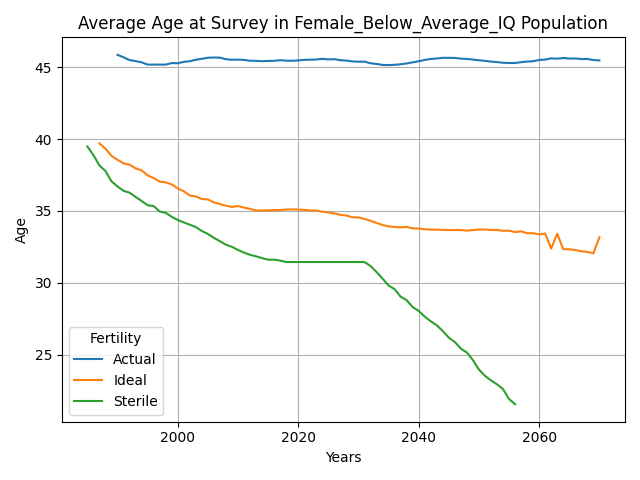 Average Age at Survey in Female_Below_Average_IQ Population
Age
45
40
35
30
25
Fertility
Actual
Ideal
Sterile
2000 2020 2040 2060
Years